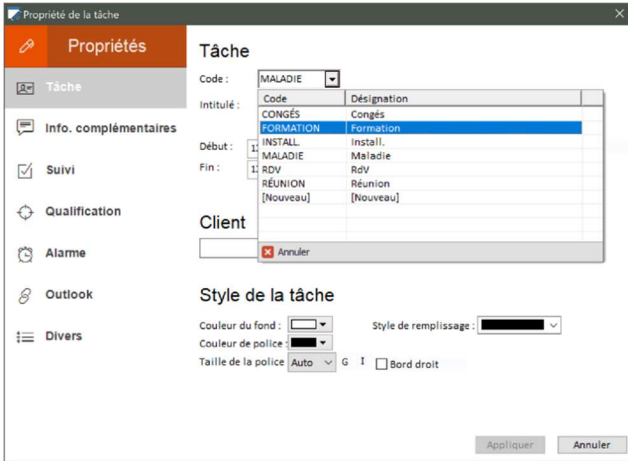 Propriété de la tâche
Propriétés
Tâche
Info. complémentaires
Suivi
Qualification
Alarme
Outlook
Divers
Tâche
Code : MALADIE
Intitulé :
Code Désignation
CONGÉS Congés
FORMATION Formation
INSTALL. Install.
MALADIE Maladie
RDV RdV
RÉUNION Réunion
[Nouveau] [Nouveau]
Annuler
Début :
Fin :
Client
Style de la tâche
Couleur du fond : Style de remplissage :
Couleur de police :
Taille de la police Auto G I Bord droit
Appliquer Annuler